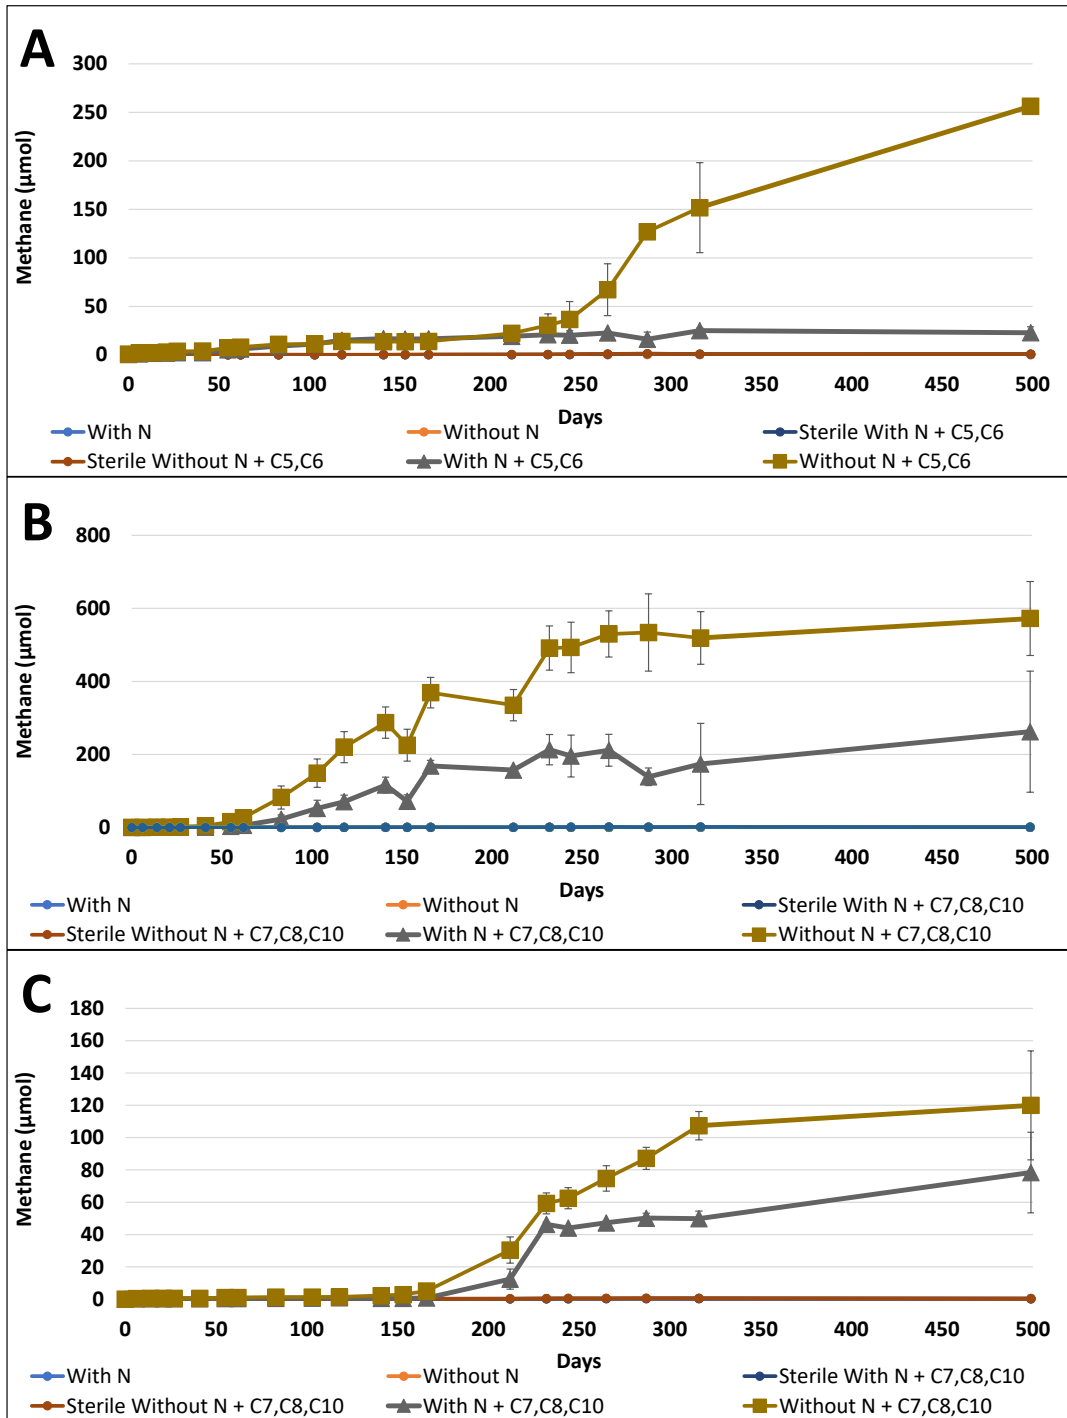 A
300
250
200
150
100
50
0
Methane (µmol)
0 50 100 150 200 250 300 350 400 450 500
Days
With N Without N Sterile With N + C5,C6
Sterile Without N + C5,C6 With N + C5,C6 Without N + C5,C6
B
800
600
400
200
0
Methane (µmol)
0 50 100 150 200 250 300 350 400 450 500
Days
With N Without N Sterile With N + C7,C8,C10
Sterile Without N + C7,C8,C10 With N + C7,C8,C10 Without N + C7,C8,C10
C
180
160
140
120
100
80
60
40
20
0
Methane (µmol)
0 50 100 150 200 250 300 350 400 450 500
Days
With N Without N Sterile With N + C7,C8,C10
Sterile Without N + C7,C8,C10 With N + C7,C8,C10 Without N + C7,C8,C10